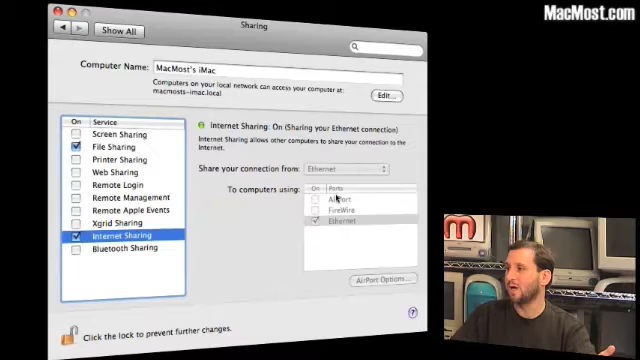 MacMost.com
Sharing
Show All
Computer Name: MacMost's iMac
Computers on your local network can access your computer at:
macmosts-imac.local
Edit...
On Service
Screen Sharing
File Sharing
Printer Sharing
Web Sharing
Remote Login
Remote Management
Remote Apple Events
Xgrid Sharing
Internet Sharing
Bluetooth Sharing
Internet Sharing: On (Sharing your Ethernet connection)
Internet Sharing allows other computers to share your connection to the
Internet.
Share your connection from: Ethernet
To computers using:
On Ports
AirPort
FireWire
Ethernet
AirPort Options...
?
Click the lock to prevent further changes.